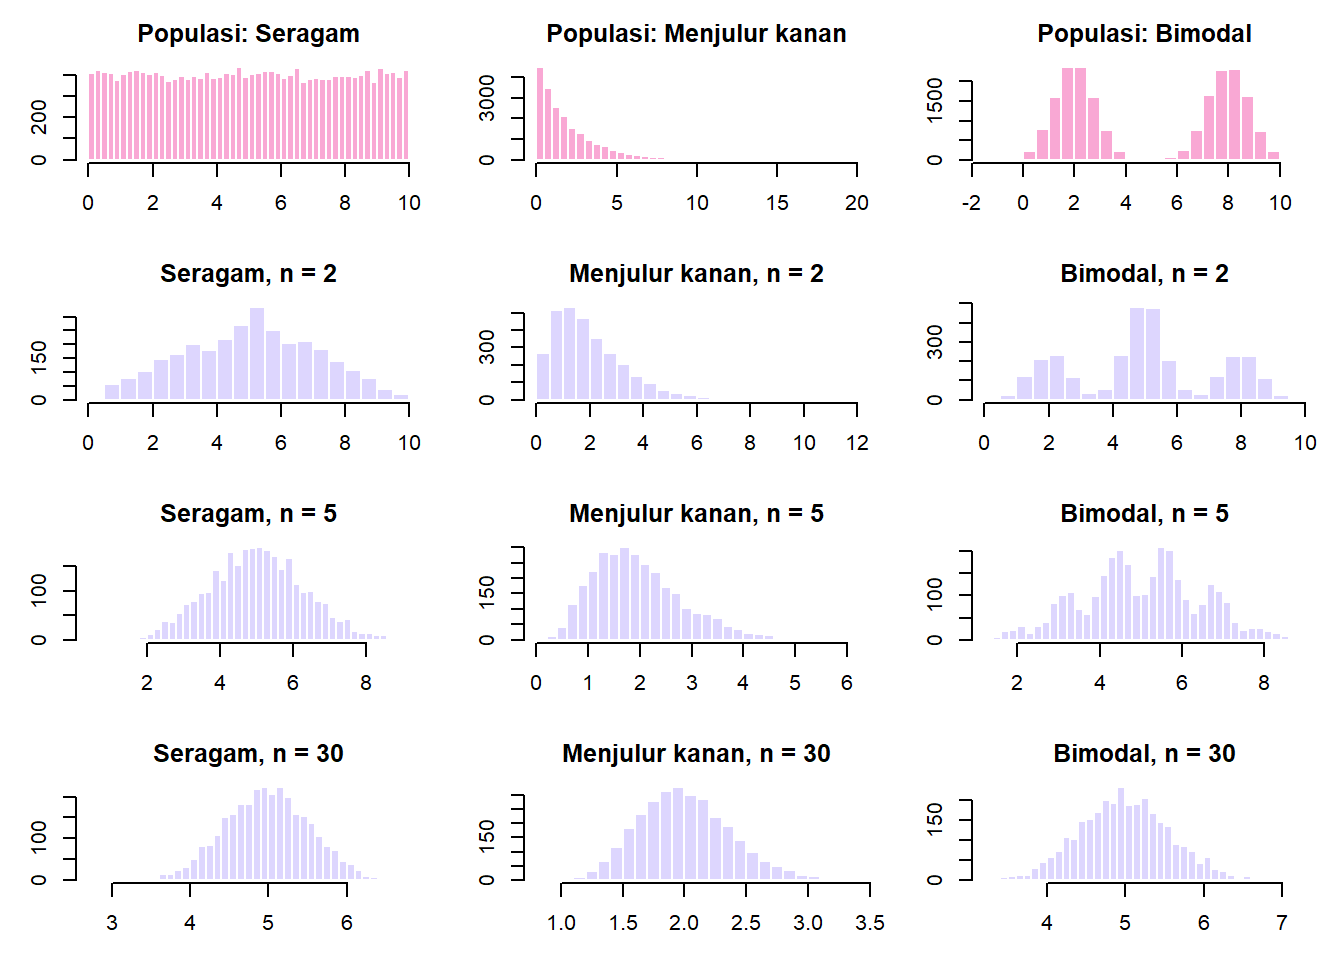 Populasi: Seragam
200
0
0 2 4 6 8 10
Populasi: Menjulur kanan
3000
0
0 5 10 15 20
Populasi: Bimodal
1500
0
-2 0 2 4 6 8 10
Seragam, n = 2
150
0
0 2 4 6 8 10
Menjulur kanan, n = 2
300
0
0 2 4 6 8 10 12
Bimodal, n = 2
300
0
0 2 4 6 8 10
Seragam, n = 5
100
0
2 4 6 8
Menjulur kanan, n = 5
150
0
0 1 2 3 4 5 6
Bimodal, n = 5
100
0
2 4 6 8
Seragam, n = 30
100
0
3 4 5 6
Menjulur kanan, n = 30
150
0
1.0 1.5 2.0 2.5 3.0 3.5
Bimodal, n = 30
150
0
4 5 6 7